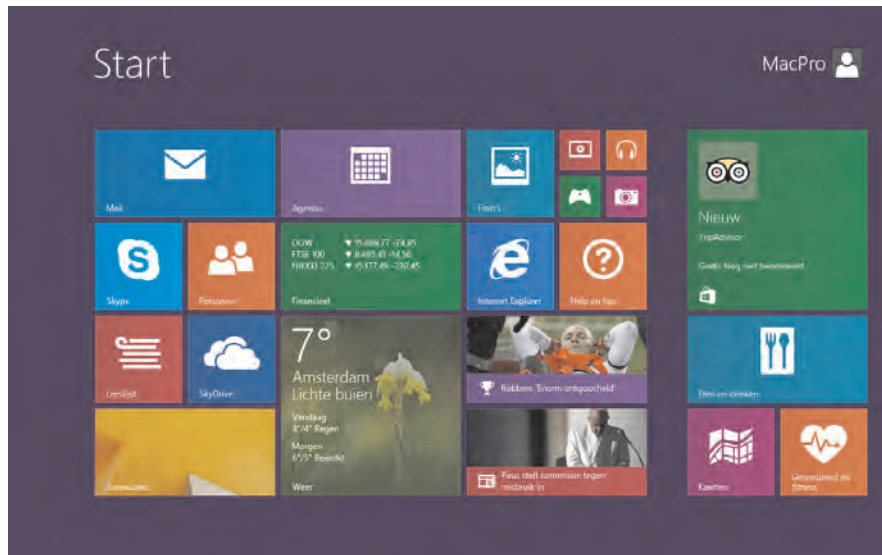 Start
MacPro
Mail
Agenda
Foto's
Nieuw
TripAdvisor
Gratis Nog niet beoordeeld
Skype
Personen
DOW
FTSE 100
NIKKEI 225
Financieel
Internet Explorer
Help en tips
Leeslijst
SkyDrive
7°
Amsterdam
Lichte buien
Vandaag
8°/4° Regen
Morgen
6°/5° Bewolkt
Weer
Robben: 'Enorm ontgoocheld'
Paus stelt commissie tegen
misbruik in
Eten en drinken
Bureaublad
Kaarten
Gezondheid en
fitness